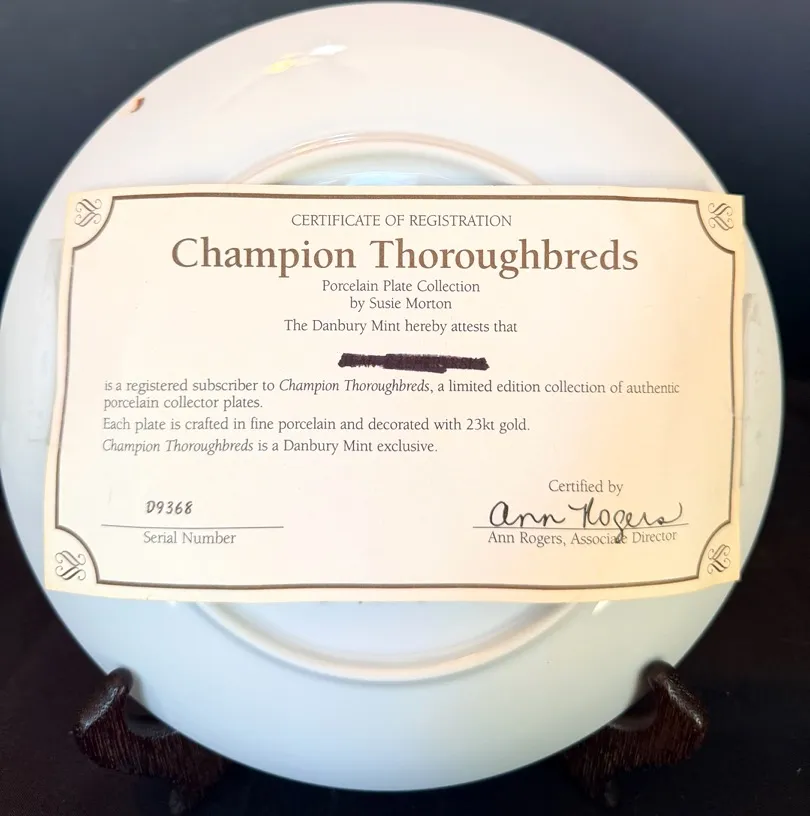 CERTIFICATE OF REGISTRATION
Champion Thoroughbreds
Porcelain Plate Collection
by Susie Morton
The Danbury Mint hereby attests that
is a registered subscriber to Champion Thoroughbreds, a limited edition collection of authentic
porcelain collector plates.
Each plate is crafted in fine porcelain and decorated with 23kt gold.
Champion Thoroughbreds is a Danbury Mint exclusive.
Certified by
D9368
Ann Rogers
Serial Number
Ann Rogers, Associate Director